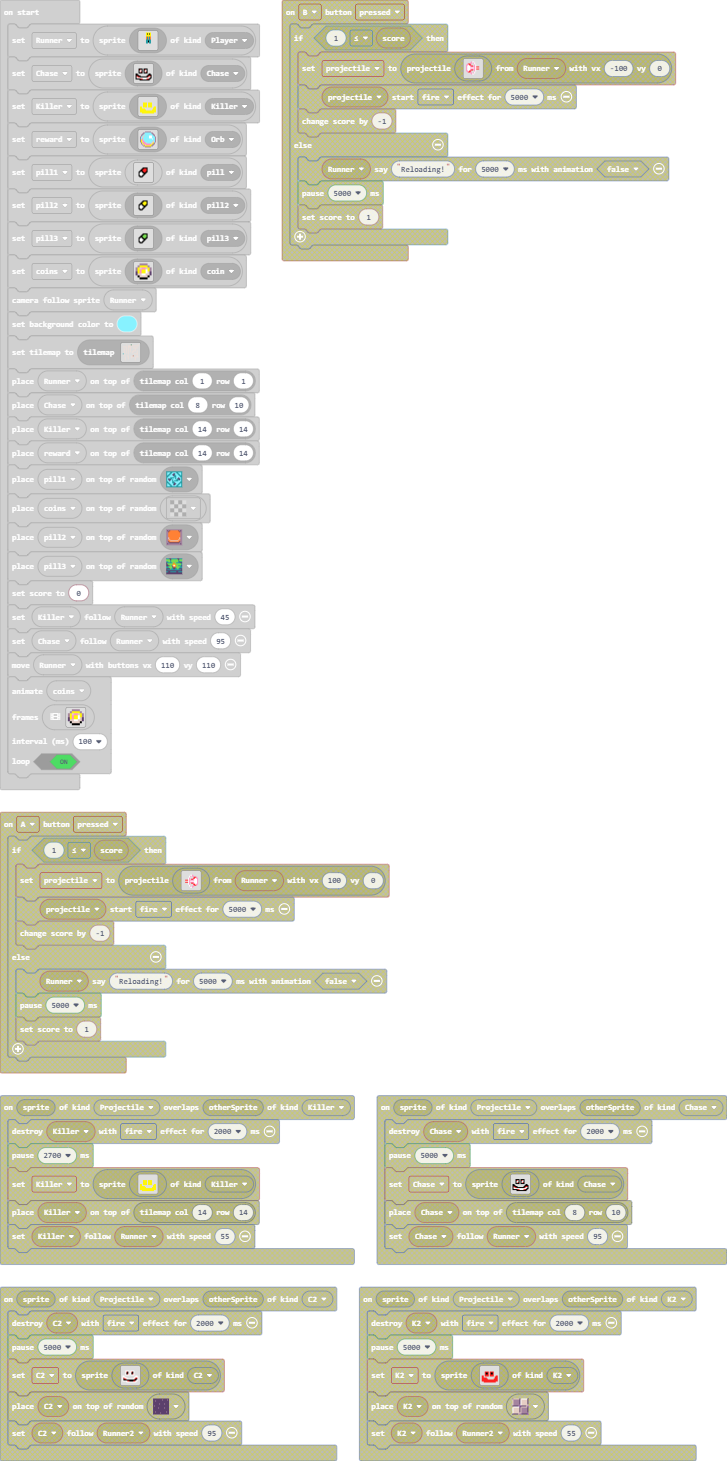 on start
set Runner to sprite of kind Player
set Chase to sprite of kind Chase
set Killer to sprite of kind Killer
set reward to sprite of kind Orb
set pill1 to sprite of kind pill
set pill2 to sprite of kind pill2
set pill3 to sprite of kind pill3
set coins to sprite of kind coin
camera follow sprite Runner
set background color to
set tilemap to tilemap
place Runner on top of tilemap col 1 row 1
place Chase on top of tilemap col 8 row 10
place Killer on top of tilemap col 14 row 14
place reward on top of tilemap col 14 row 14
place pill1 on top of random
place coins on top of random
place pill2 on top of random
place pill3 on top of random
set score to 0
set Killer follow Runner with speed 45
set Chase follow Runner with speed 95
move Runner with buttons vx 110 vy 110
animate coins
frames
interval (ms) 100
loop ON
on B button pressed
if 1 ≤ score then
set projectile to projectile from Runner with vx -100 vy 0
projectile start fire effect for 5000 ms
change score by -1
else
Runner say "Reloading!" for 5000 ms with animation false
pause 5000 ms
set score to 1
on A button pressed
if 1 ≤ score then
set projectile to projectile from Runner with vx 100 vy 0
projectile start fire effect for 5000 ms
change score by -1
else
Runner say "Reloading!" for 5000 ms with animation false
pause 5000 ms
set score to 1
on sprite of kind Projectile overlaps otherSprite of kind Killer
destroy Killer with fire effect for 2000 ms
pause 2700 ms
set Killer to sprite of kind Killer
place Killer on top of tilemap col 14 row 14
set Killer follow Runner with speed 55
on sprite of kind Projectile overlaps otherSprite of kind Chase
destroy Chase with fire effect for 2000 ms
pause 5000 ms
set Chase to sprite of kind Chase
place Chase on top of tilemap col 8 row 10
set Chase follow Runner with speed 95
on sprite of kind Projectile overlaps otherSprite of kind C2
destroy C2 with fire effect for 2000 ms
pause 5000 ms
set C2 to sprite of kind C2
place C2 on top of random
set C2 follow Runner2 with speed 95
on sprite of kind Projectile overlaps otherSprite of kind K2
destroy K2 with fire effect for 2000 ms
pause 5000 ms
set K2 to sprite of kind K2
place K2 on top of random
set K2 follow Runner2 with speed 55